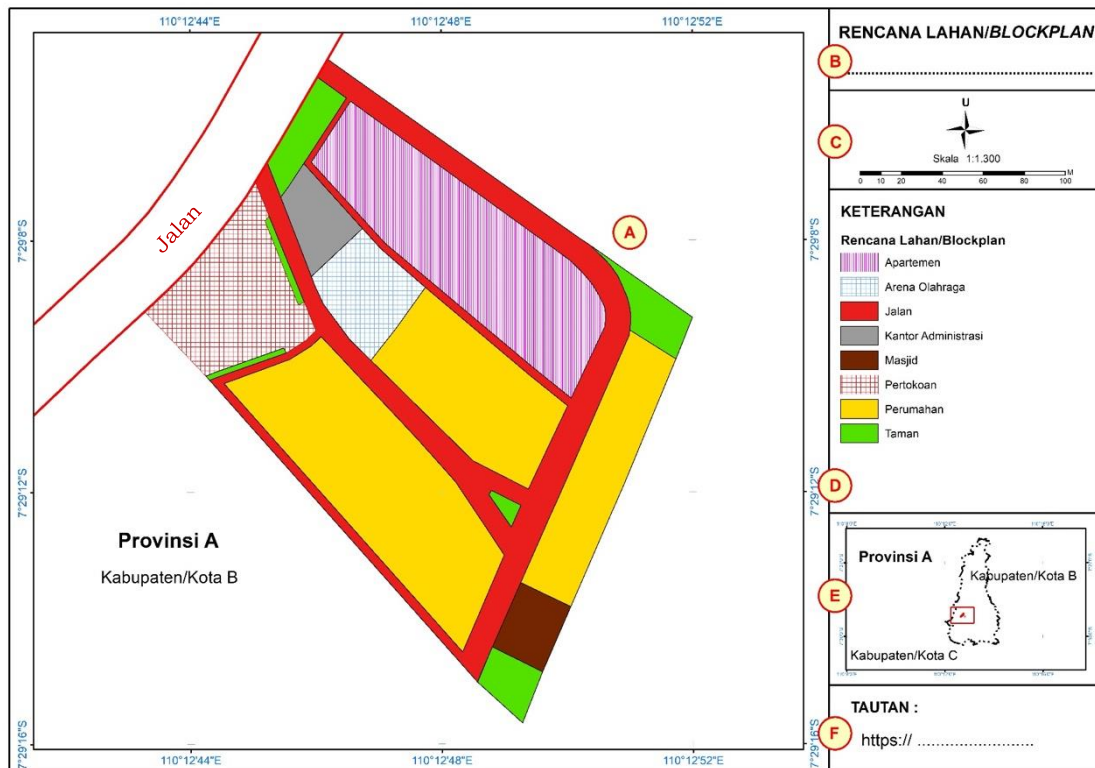 110°12'44"E
110°12'48"E
110°12'52"E
RENCANA LAHAN/BLOCKPLAN
B
C
U
Skala 1:1.300
M
0 10 20 40 60 80 100
KETERANGAN
Rencana Lahan/Blockplan
Apartemen
Arena Olahraga
Jalan
Kantor Administrasi
Masjid
Pertokoan
Perumahan
Taman
D
E
Provinsi A
Kabupaten/Kota B
Kabupaten/Kota C
TAUTAN :
F
https:// ........................
Jalan
A
7°29'8"S
7°29'8"S
7°29'12"S
7°29'12"S
Provinsi A
Kabupaten/Kota B
7°29'16"S
7°29'16"S
110°12'44"E
110°12'48"E
110°12'52"E